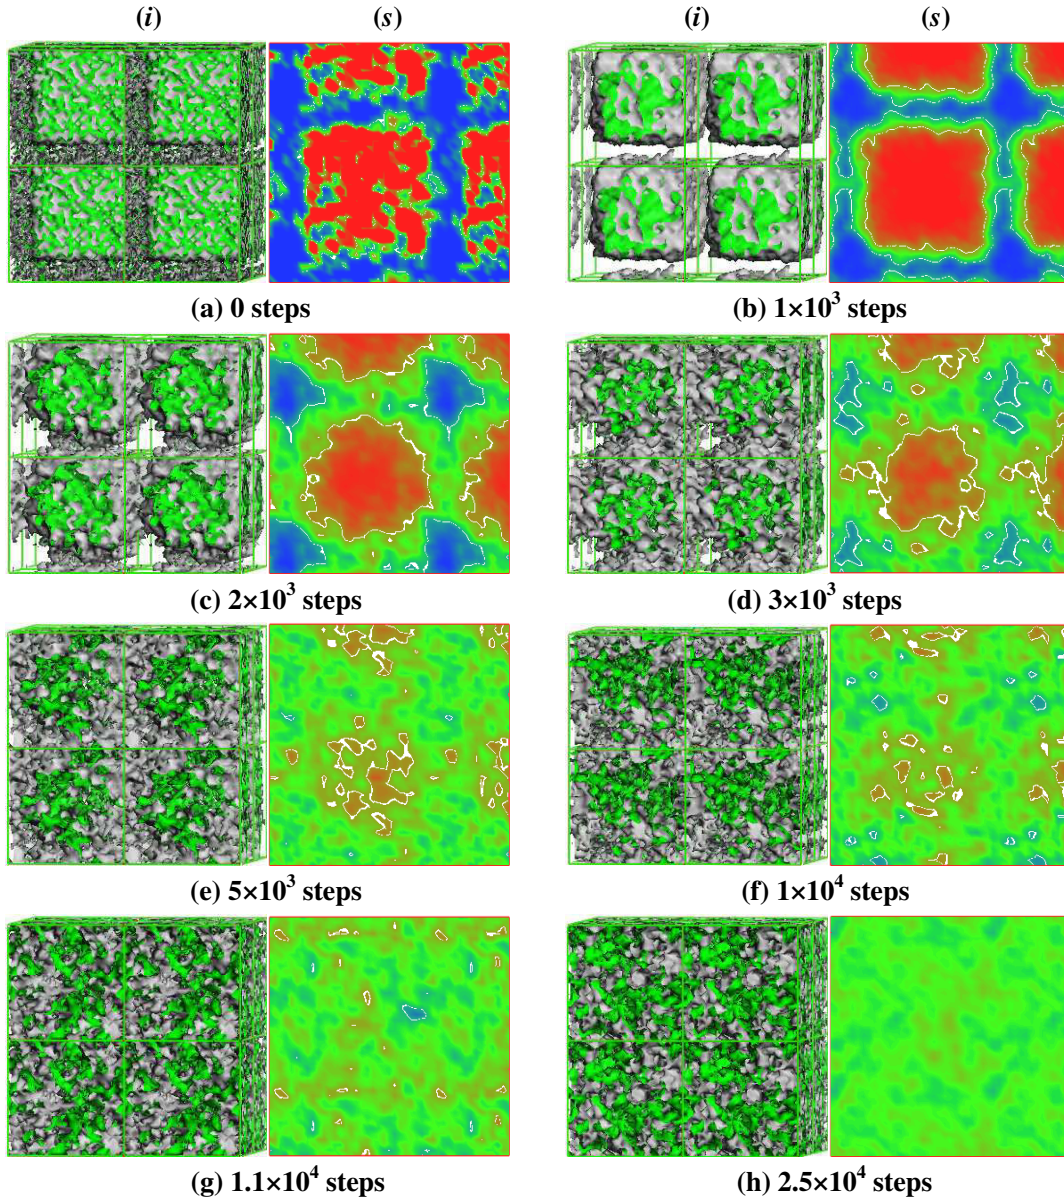 (i) (s) (i) (s)
(a) 0 steps (b) 1×10³ steps
(c) 2×10³ steps (d) 3×10³ steps
(e) 5×10³ steps (f) 1×10⁴ steps
(g) 1.1×10⁴ steps (h) 2.5×10⁴ steps